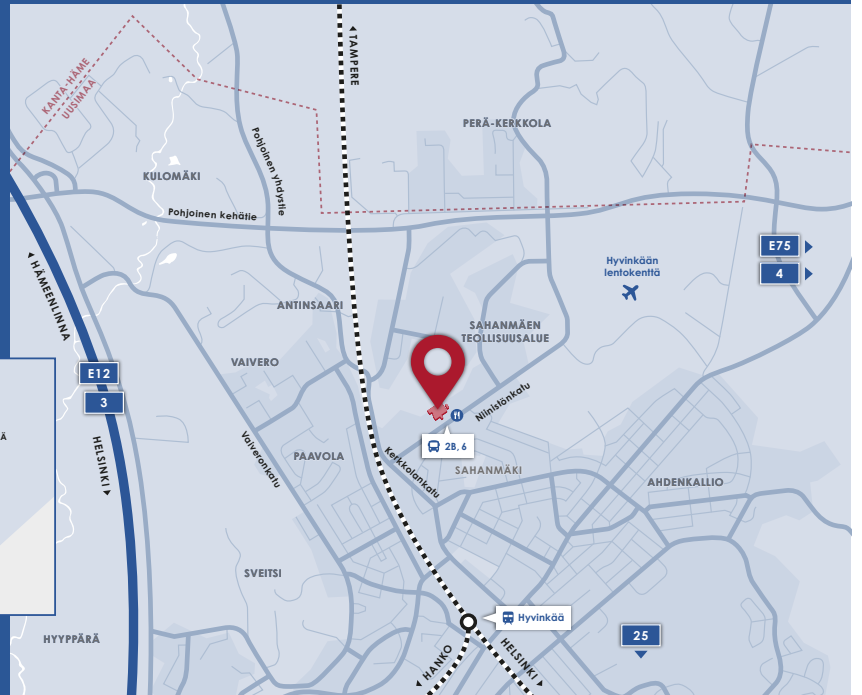 TAMPERE
KANTA-HÄME
UUSIMAA
PERÄ-KERKKOLA
Pohjoinen yhdystie
KULOMÄKI
Pohjoinen kehätie
E75
4
Hyvinkään
lentokenttä
HÄMEENLINNA
ANTINSAARI
SAHANMÄEN
TEOLLISUUSALUE
VAIVERO
E12
3
Niinistönkatu
Ä
2B, 6
HELSINKI
Vaiveronkatu
PAAVOLA
Kerkkolankatu
SAHANMÄKI
AHDENKALLIO
SVEITSI
Hyvinkää
HYYPPÄRÄ
25
HANKO
HELSINKI